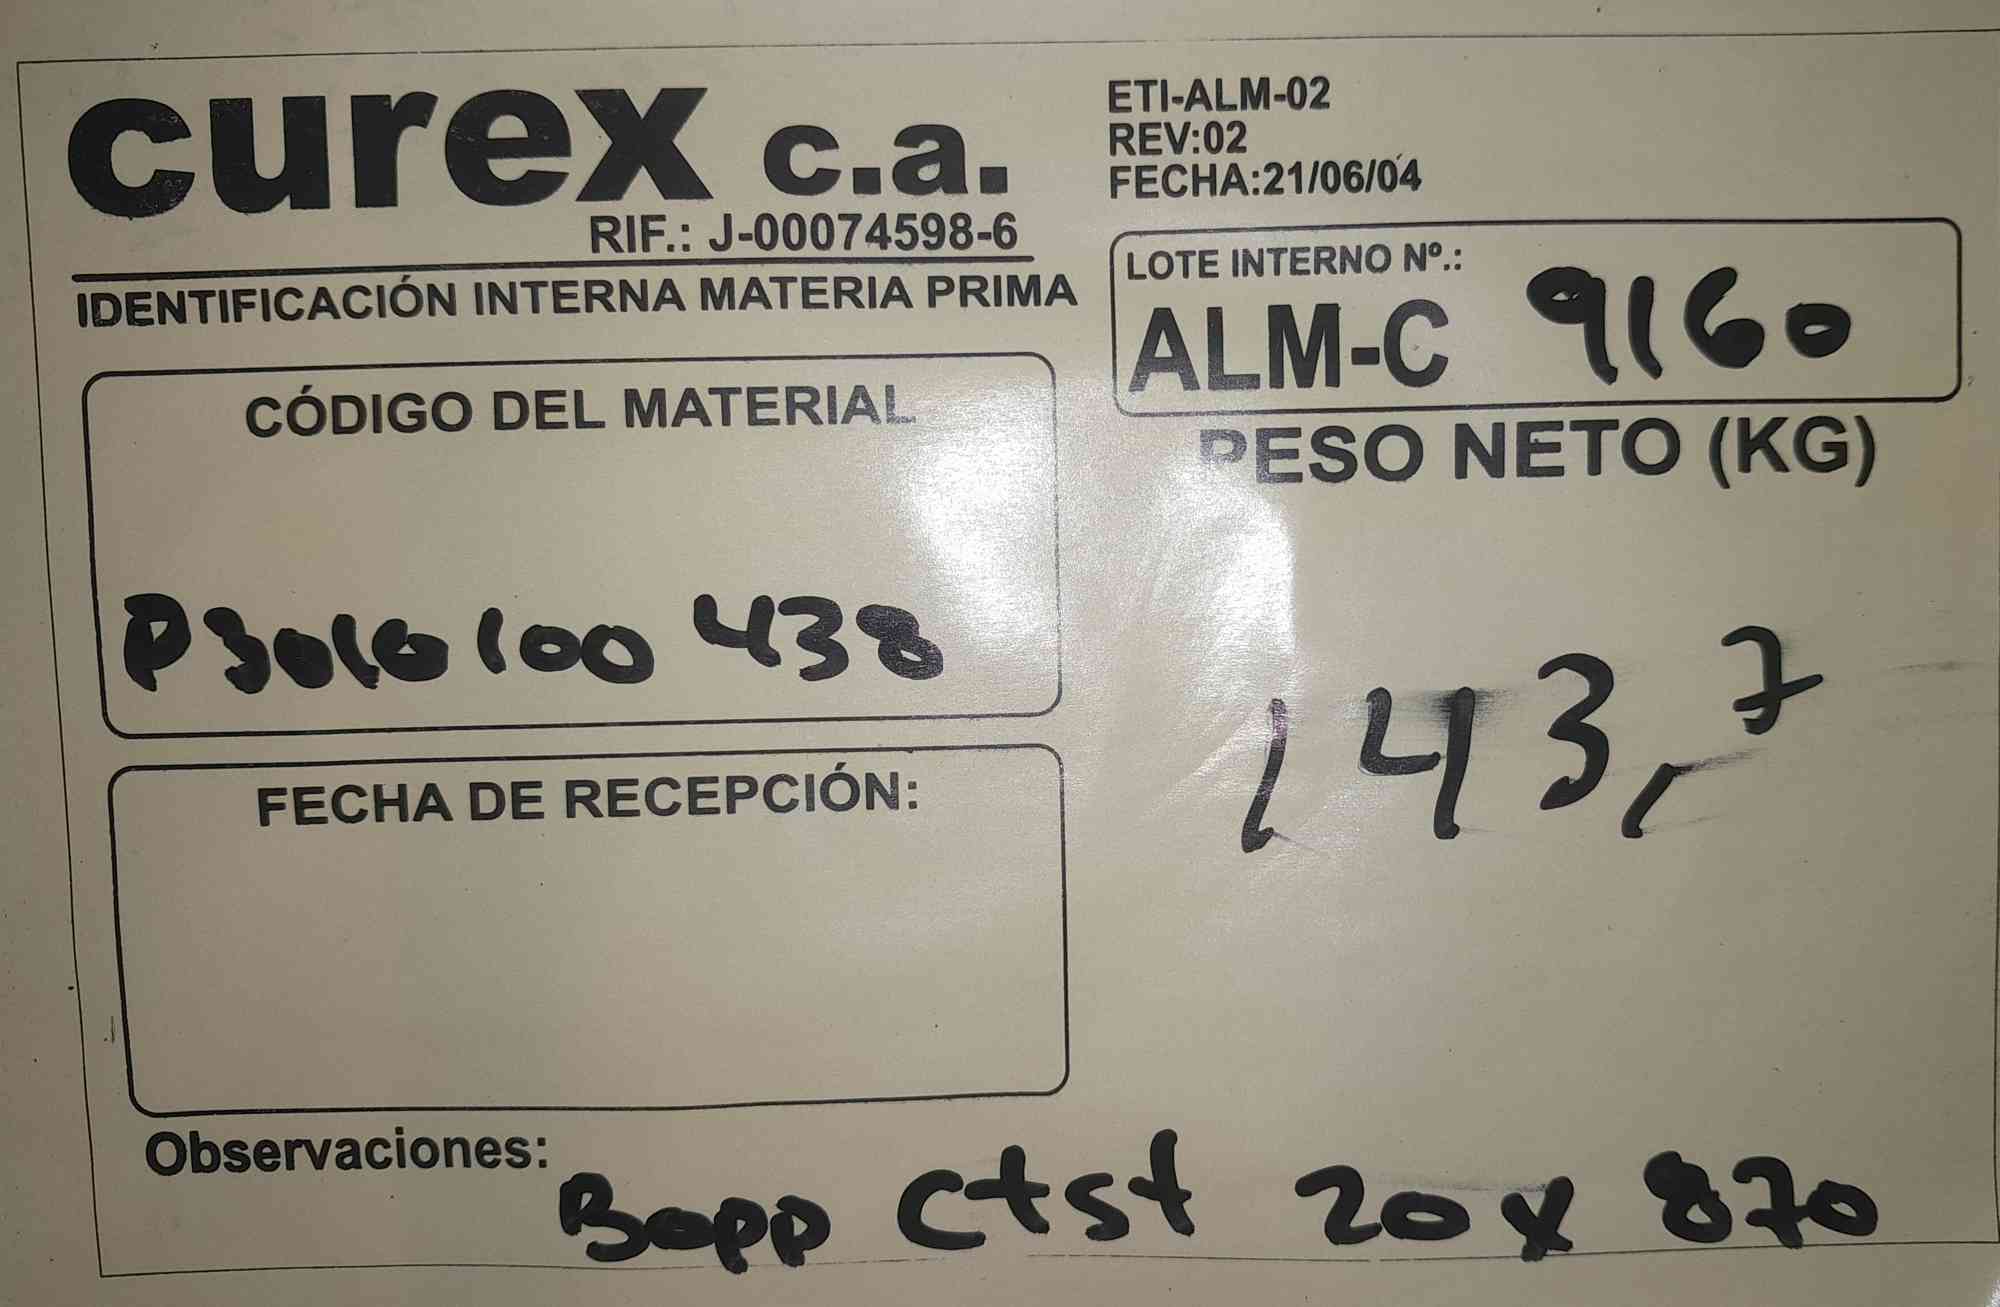 curex c.a.
RIF.: J-00074598-6
IDENTIFICACIÓN INTERNA MATERIA PRIMA
ETI-ALM-02
REV:02
FECHA:21/06/04
LOTE INTERNO Nº.:
ALM-C 9160
CÓDIGO DEL MATERIAL
P3010100438
PESO NETO (KG)
143,7
FECHA DE RECEPCIÓN:
Observaciones:
Bopp Ctst 20 x 870